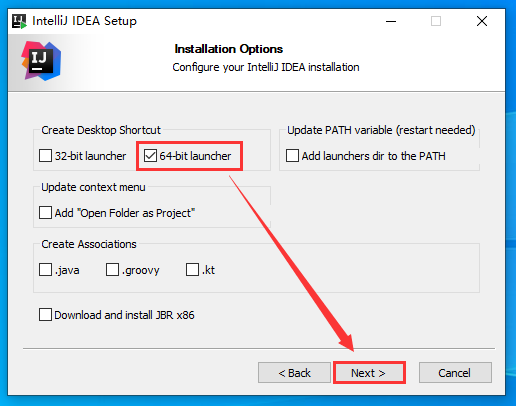 IntelliJ IDEA Setup
IJ
Installation Options
Configure your IntelliJ IDEA installation
Create Desktop Shortcut
32-bit launcher
64-bit launcher
Update PATH variable (restart needed)
Add launchers dir to the PATH
Update context menu
Add "Open Folder as Project"
Create Associations
.java
.groovy
.kt
Download and install JBR x86
< Back
Next >
Cancel